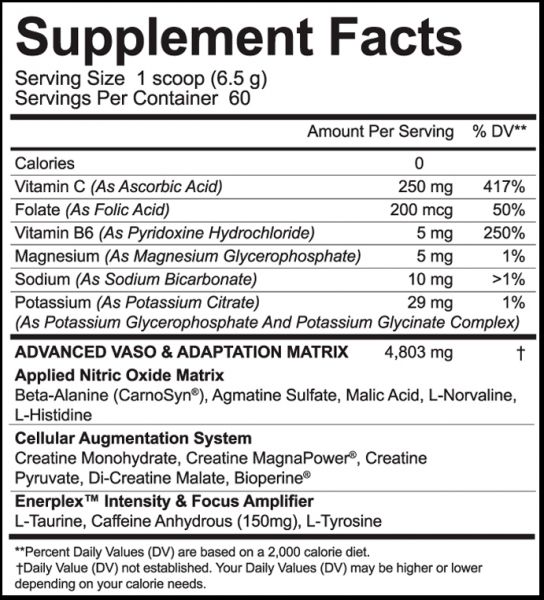 Supplement Facts
Serving Size 1 scoop (6.5 g)
Servings Per Container 60
Amount Per Serving % DV**
Calories 0
Vitamin C (As Ascorbic Acid) 250 mg 417%
Folate (As Folic Acid) 200 mcg 50%
Vitamin B6 (As Pyridoxine Hydrochloride) 5 mg 250%
Magnesium (As Magnesium Glycerophosphate) 5 mg 1%
Sodium (As Sodium Bicarbonate) 10 mg >1%
Potassium (As Potassium Citrate) 29 mg 1%
(As Potassium Glycerophosphate And Potassium Glycinate Complex)
ADVANCED VASO & ADAPTATION MATRIX 4,803 mg †
Applied Nitric Oxide Matrix
Beta-Alanine (CarnoSyn®), Agmatine Sulfate, Malic Acid, L-Norvaline,
L-Histidine
Cellular Augmentation System
Creatine Monohydrate, Creatine MagnaPower®, Creatine
Pyruvate, Di-Creatine Malate, Bioperine®
Enerplex™ Intensity & Focus Amplifier
L-Taurine, Caffeine Anhydrous (150mg), L-Tyrosine
**Percent Daily Values (DV) are based on a 2,000 calorie diet.
†Daily Value (DV) not established. Your Daily Values (DV) may be higher or lower
depending on your calorie needs.